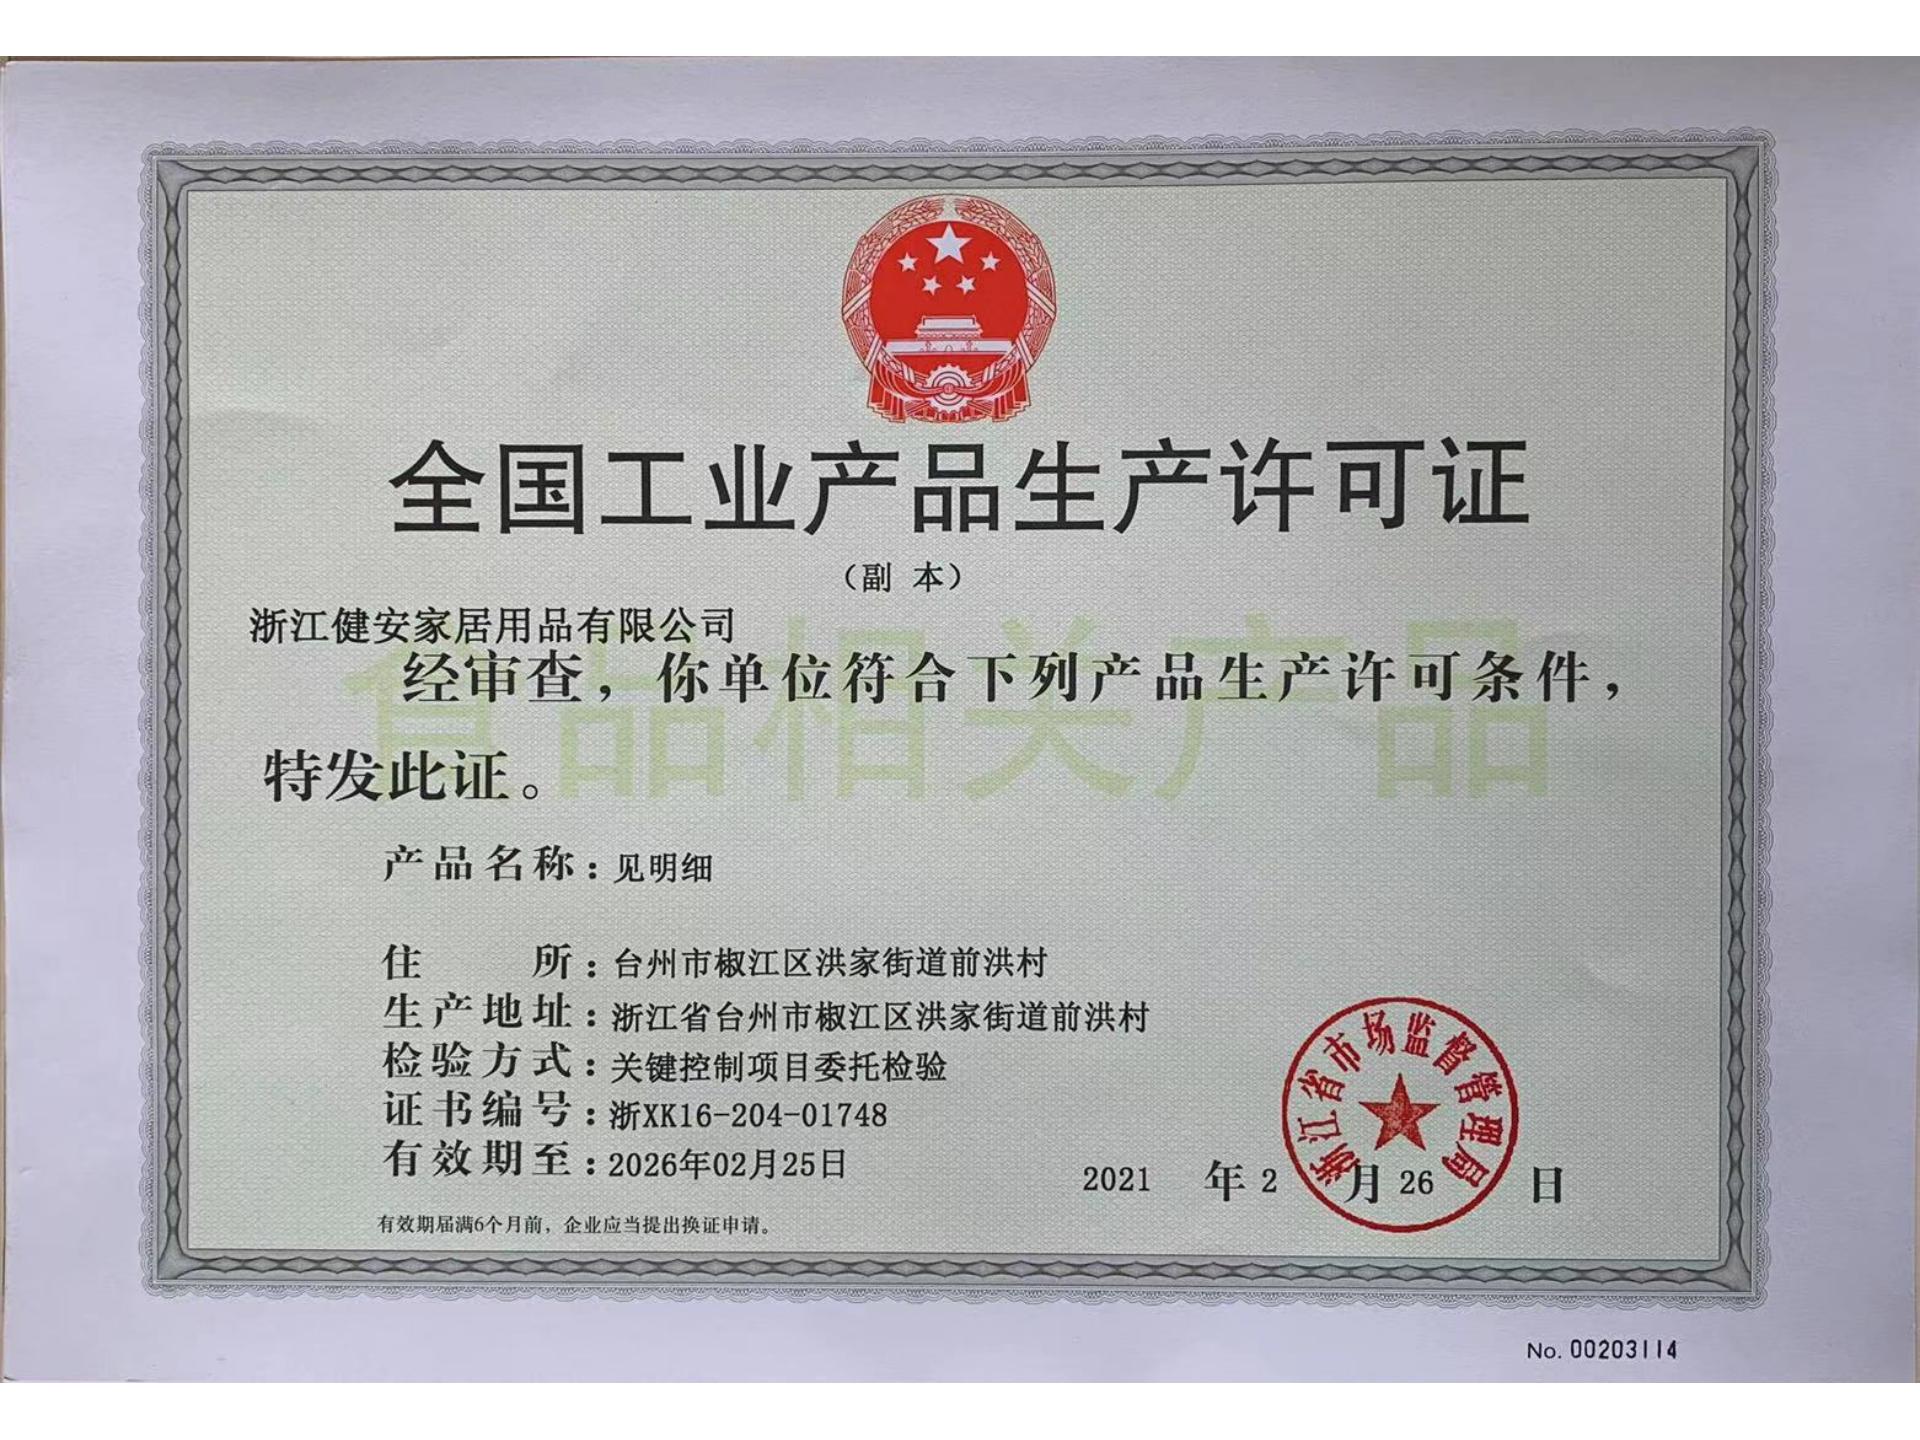 全国工业产品生产许可证
（副 本）
浙江健安家居用品有限公司
食品相关产品
经审查，你单位符合下列产品生产许可条件，
特发此证。
产品名称：见明细
住 所：台州市椒江区洪家街道前洪村
生产地址：浙江省台州市椒江区洪家街道前洪村
检验方式：关键控制项目委托检验
证书编号：浙XK16-204-01748
有效期至：2026年02月25日
浙江省市场监督管理局
2021 年 2 月 26 日
有效期届满6个月前，企业应当提出换证申请。
No. 00203114